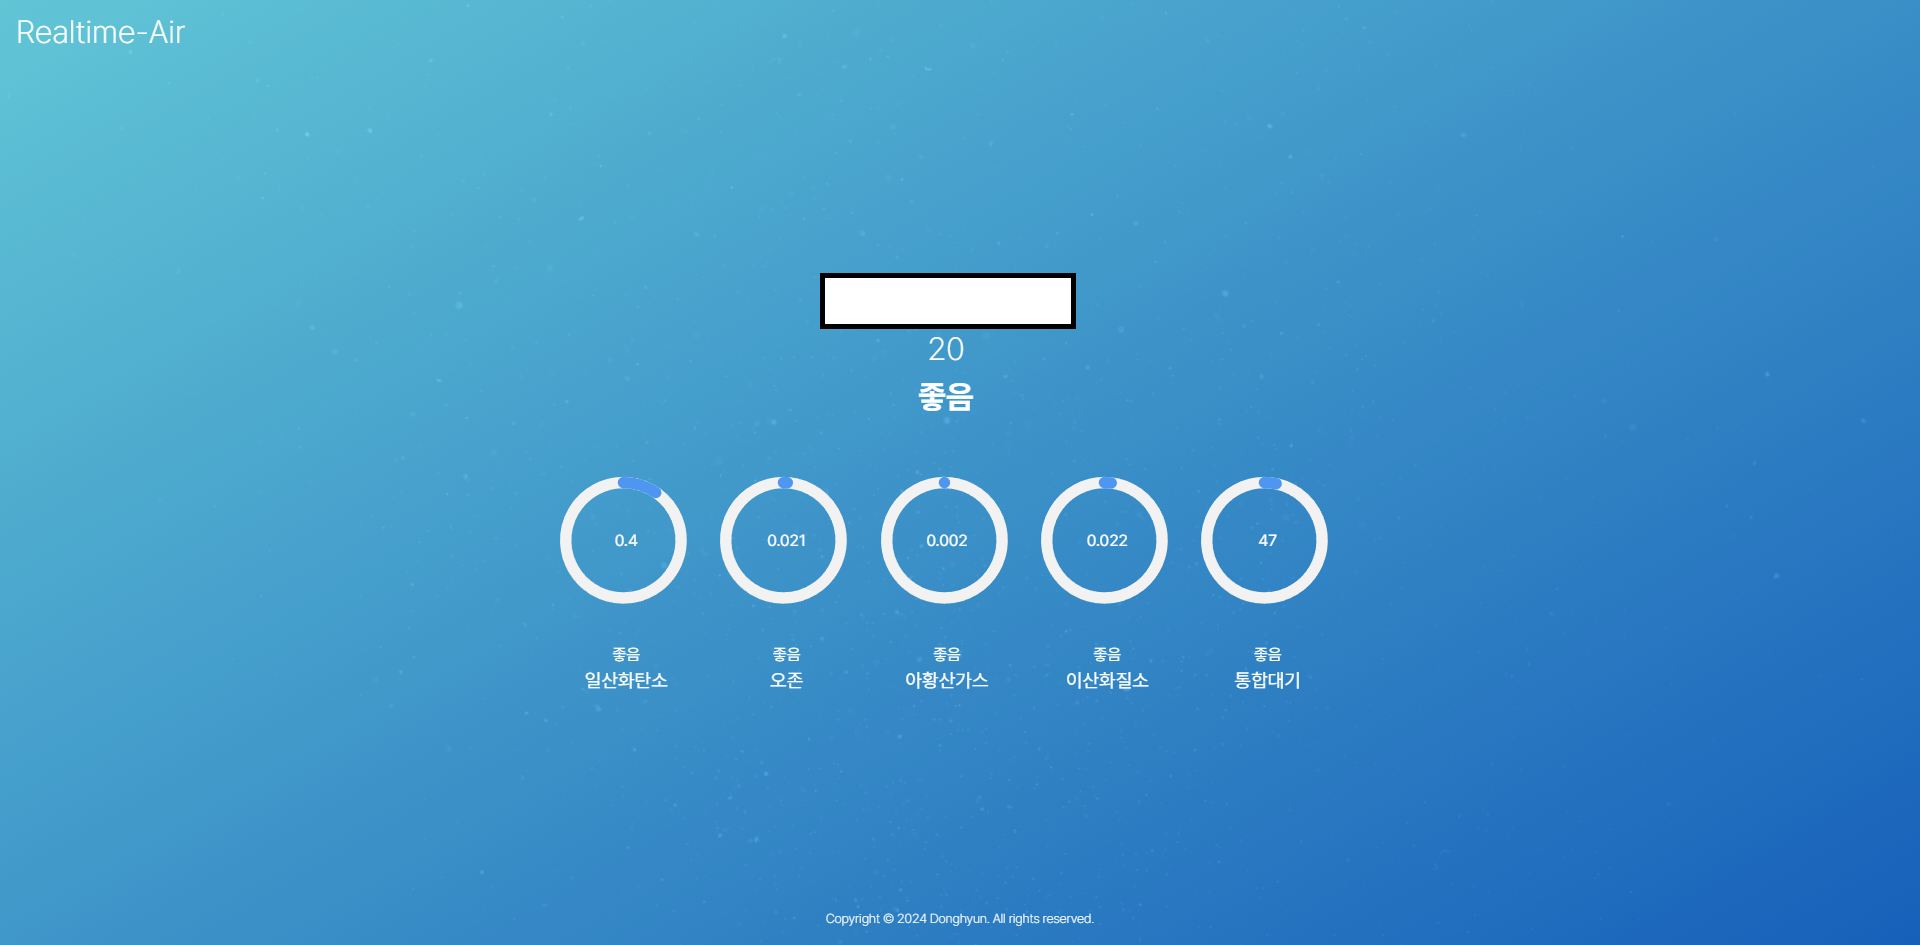 Realtime-Air
20
좋음
0.4
0.021
0.002
0.022
47
좋음
일산화탄소
좋음
오존
좋음
아황산가스
좋음
이산화질소
좋음
통합대기
Copyright © 2024 Donghyun. All rights reserved.